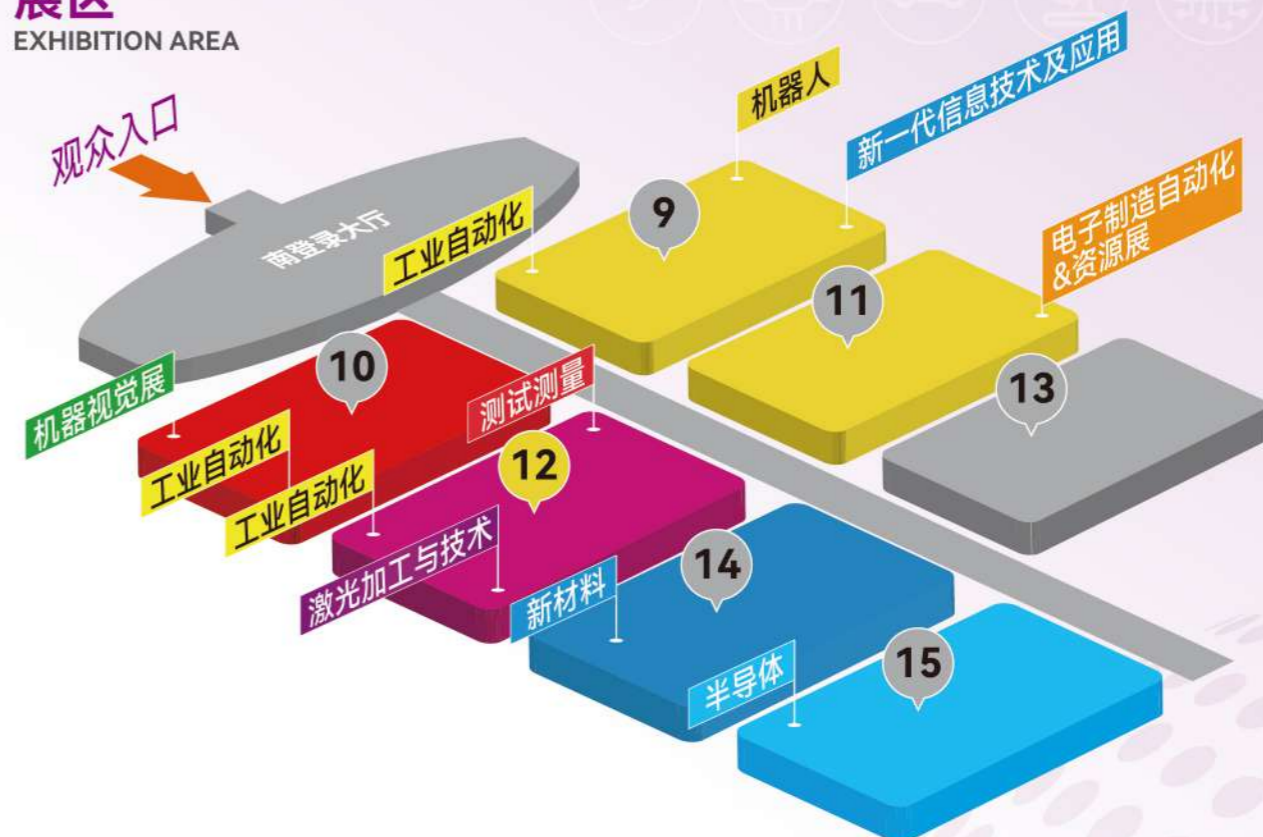 展区
EXHIBITION AREA
观众入口
南登录大厅
机器人
新一代信息技术及应用
工业自动化
9
电子制造自动化
&资源展
11
10
13
机器视觉展
测试测量
工业自动化
工业自动化
12
激光加工与技术
14
新材料
15
半导体